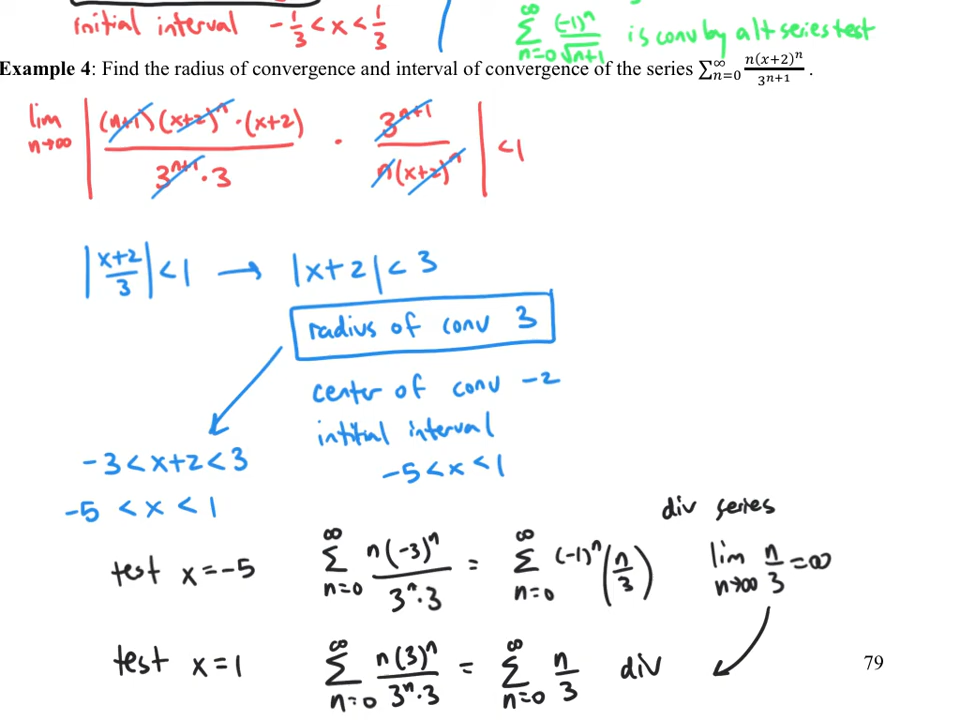 initial interval -1/3 < x < 1/3
∞ Σ n=0 (-1)^n/√(n+1) is conv by alt series test
Example 4: Find the radius of convergence and interval of convergence of the series ∑_{n=0}^{∞} n(x+2)^n/3^{n+1} .
lim n→∞ | (n+1)(x+2)^n·(x+2)/(3^{n+1}·3) · 3^{n+1}/(n(x+2)^n) | < 1
|(x+2)/3| < 1 → |x+2| < 3
radius of conv 3
center of conv -2
intitial interval
-5 < x < 1
-3 < x+2 < 3
-5 < x < 1
div series
test x = -5 ∞ Σ n=0 n(-3)^n/(3^n·3) = ∞ Σ n=0 (-1)^n (n/3) lim n→∞ n/3 = ∞
test x = 1 ∞ Σ n=0 n(3)^n/(3^n·3) = ∞ Σ n=0 n/3 div
79